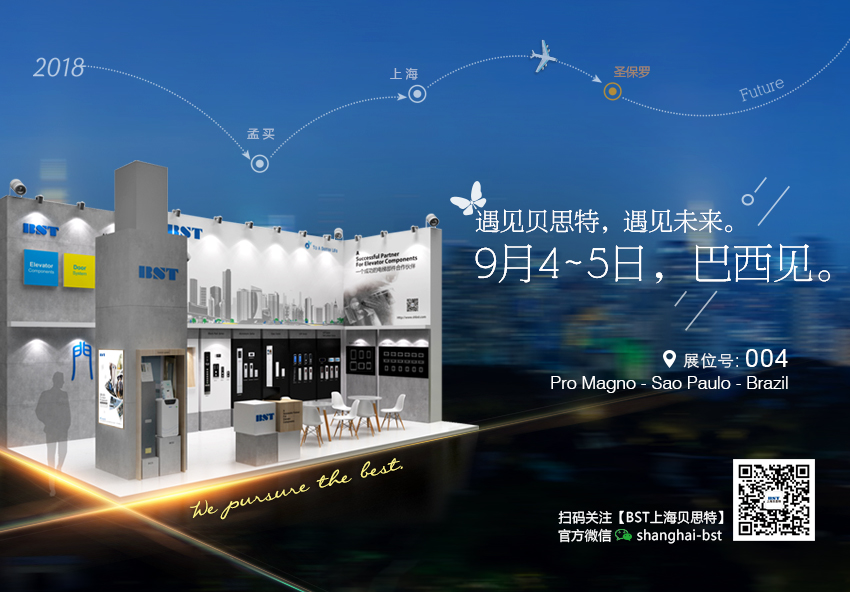 2018
孟买
上海
圣保罗
Future
遇见贝思特，遇见未来。
9月4~5日，巴西见。
展位号: 004
Pro Magno - Sao Paulo - Brazil
BST
Elevator
Components
Door
System
BST
BST
A
Successful Partner
For Elevator Components
一个成功的电梯部件合作伙伴
門
BST
We pursure the best.
扫码关注【BST上海贝思特】
官方微信 shanghai-bst